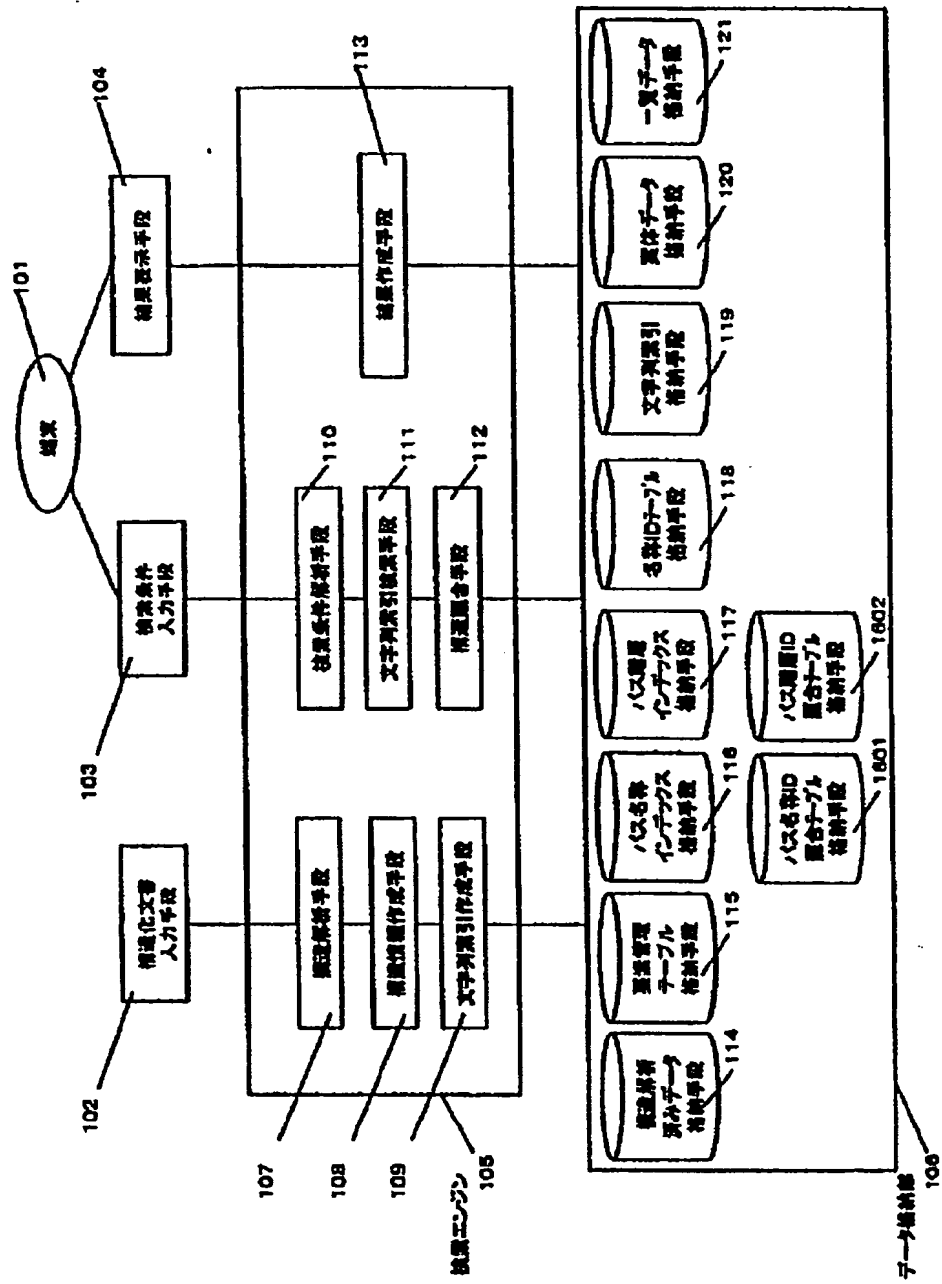 端末
101
構造化文書
入力手段
102
検索条件
入力手段
103
結果表示手段
104
構造解析手段
107
構造情報作成手段
108
文字列索引作成手段
109
検索エンジン
105
検索条件解析手段
110
文字列索引検索手段
111
構造照合手段
112
結果作成手段
113
構造解析
済みデータ
格納手段
114
要素管理
テーブル
格納手段
115
パス名称
インデックス
格納手段
116
パス階層
インデックス
格納手段
117
名称IDテーブル
格納手段
118
文字列索引
格納手段
119
実体データ
格納手段
120
一覧データ
格納手段
121
パス名称ID
照合テーブル
格納手段
1601
パス階層ID
照合テーブル
格納手段
1602
データ格納部
106